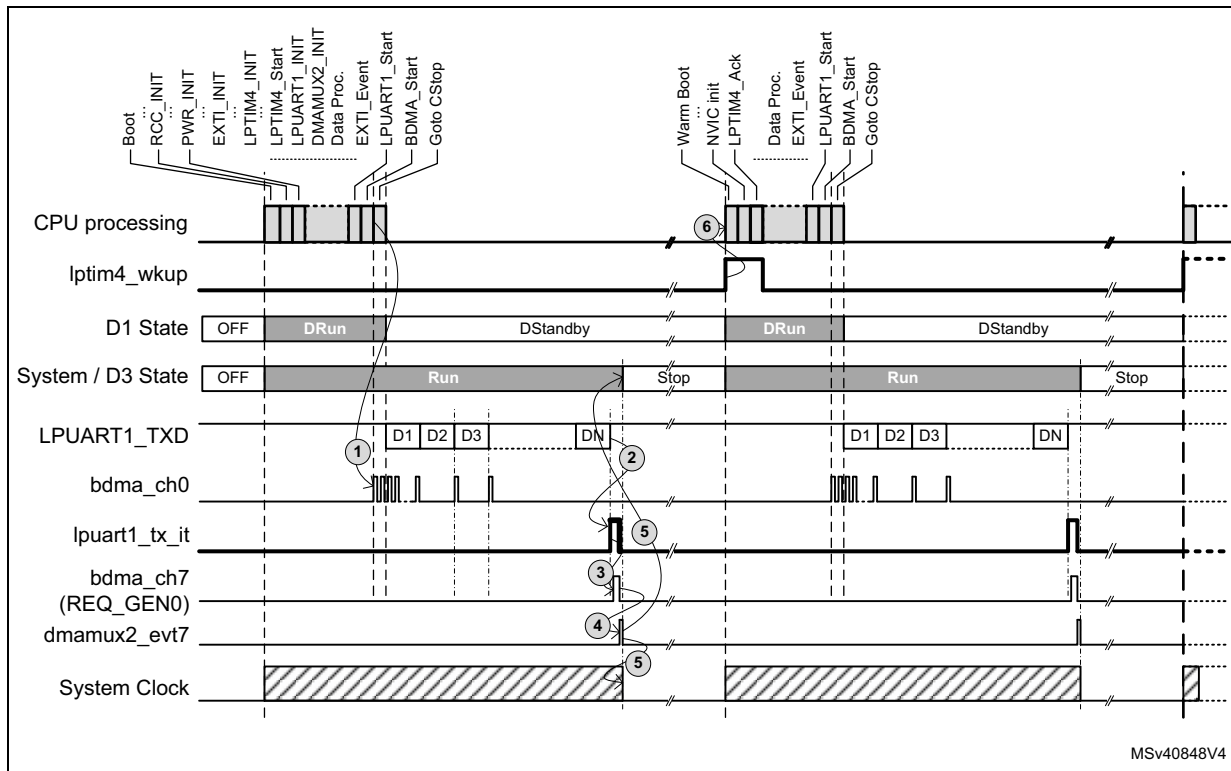 Boot
...
RCC_INIT
...
PWR_INIT
...
EXTI_INIT
...
LPTIM4_INIT
...
LPTIM4_Start
LPUART1_INIT
DMAMUX2_INIT
Data Proc.
EXTI_Event
LPUART1_Start
BDMA_Start
Goto CStop
Warm Boot
...
NVIC init
LPTIM4_Ack
Data Proc.
EXTI_Event
LPUART1_Start
BDMA_Start
Goto CStop
CPU processing
6
lptim4_wkup
D1 State OFF DRun DStandby DRun DStandby
System / D3 State OFF Run Stop Run Stop
LPUART1_TXD D1 D2 D3 DN D1 D2 D3 DN
1 2
bdma_ch0
lpuart1_tx_it
5
bdma_ch7
(REQ_GEN0)
3
dmamux2_evt7
4
System Clock
5
MSv40848V4